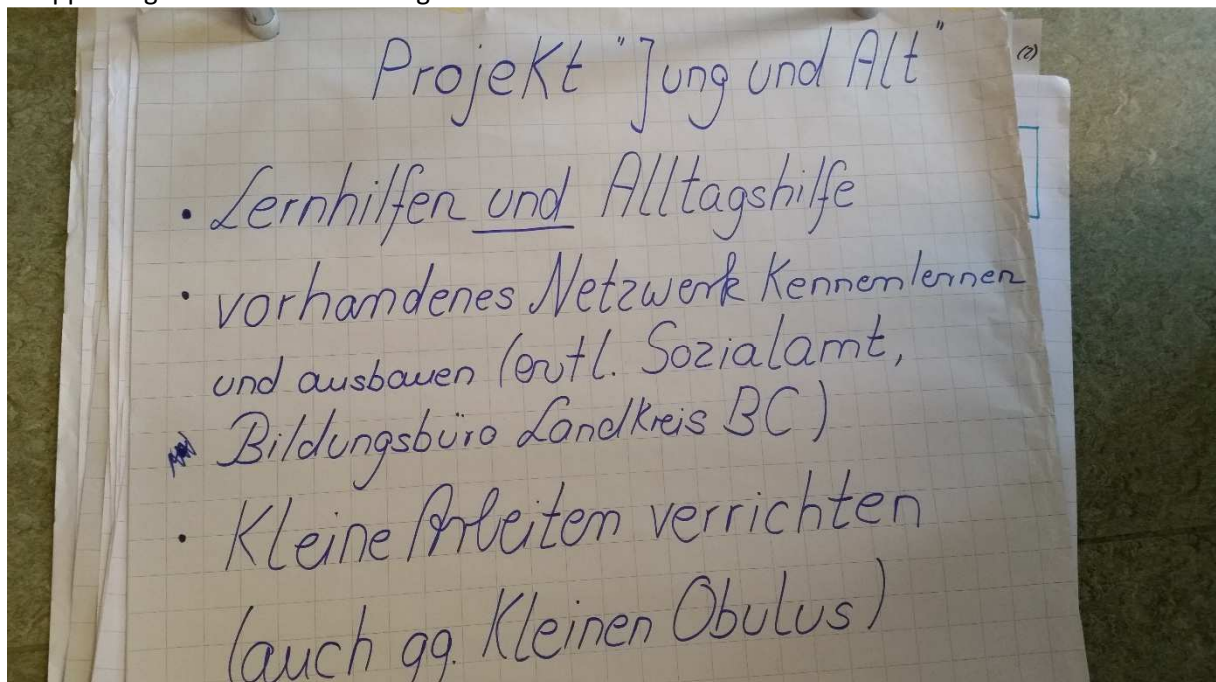 Projekt "Jung und Alt"
(2)
• Lernhilfen und Alltagshilfe
• vorhandenes Netzwerk Kennenlernen
und ausbauen (evtl. Sozialamt,
Bildungsbüro Landkreis BC)
• Kleine Arbeiten verrichten
(auch gg. Kleinen Obulus)